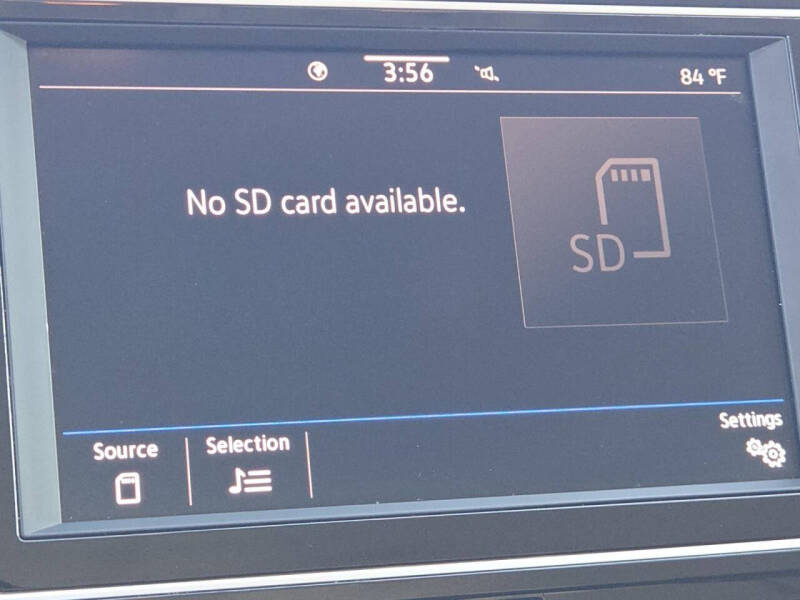 3:56
84 °F
No SD card available.
SD
Settings
Source
Selection